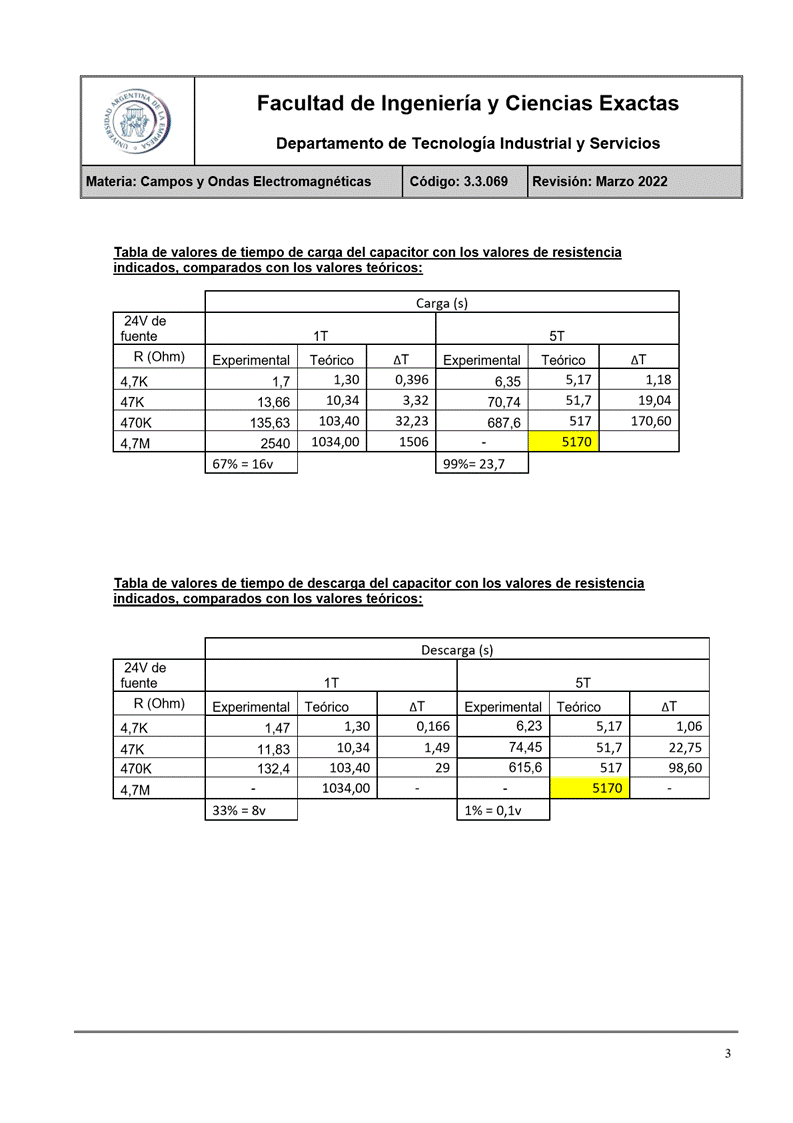 UNIVERSIDAD ARGENTINA DE LA EMPRESA
Facultad de Ingeniería y Ciencias Exactas
Departamento de Tecnología Industrial y Servicios
Materia: Campos y Ondas Electromagnéticas Código: 3.3.069 Revisión: Marzo 2022
Tabla de valores de tiempo de carga del capacitor con los valores de resistencia
indicados, comparados con los valores teóricos:
Carga (s)
24V de
fuente 1T 5T
R (Ohm) Experimental Teórico ΔT Experimental Teórico ΔT
4,7K 1,7 1,30 0,396 6,35 5,17 1,18
47K 13,66 10,34 3,32 70,74 51,7 19,04
470K 135,63 103,40 32,23 687,6 517 170,60
4,7M 2540 1034,00 1506 - 5170
67% = 16v 99%= 23,7
Tabla de valores de tiempo de descarga del capacitor con los valores de resistencia
indicados, comparados con los valores teóricos:
Descarga (s)
24V de
fuente 1T 5T
R (Ohm) Experimental Teórico ΔT Experimental Teórico ΔT
4,7K 1,47 1,30 0,166 6,23 5,17 1,06
47K 11,83 10,34 1,49 74,45 51,7 22,75
470K 132,4 103,40 29 615,6 517 98,60
4,7M - 1034,00 - - 5170 -
33% = 8v 1% = 0,1v
3